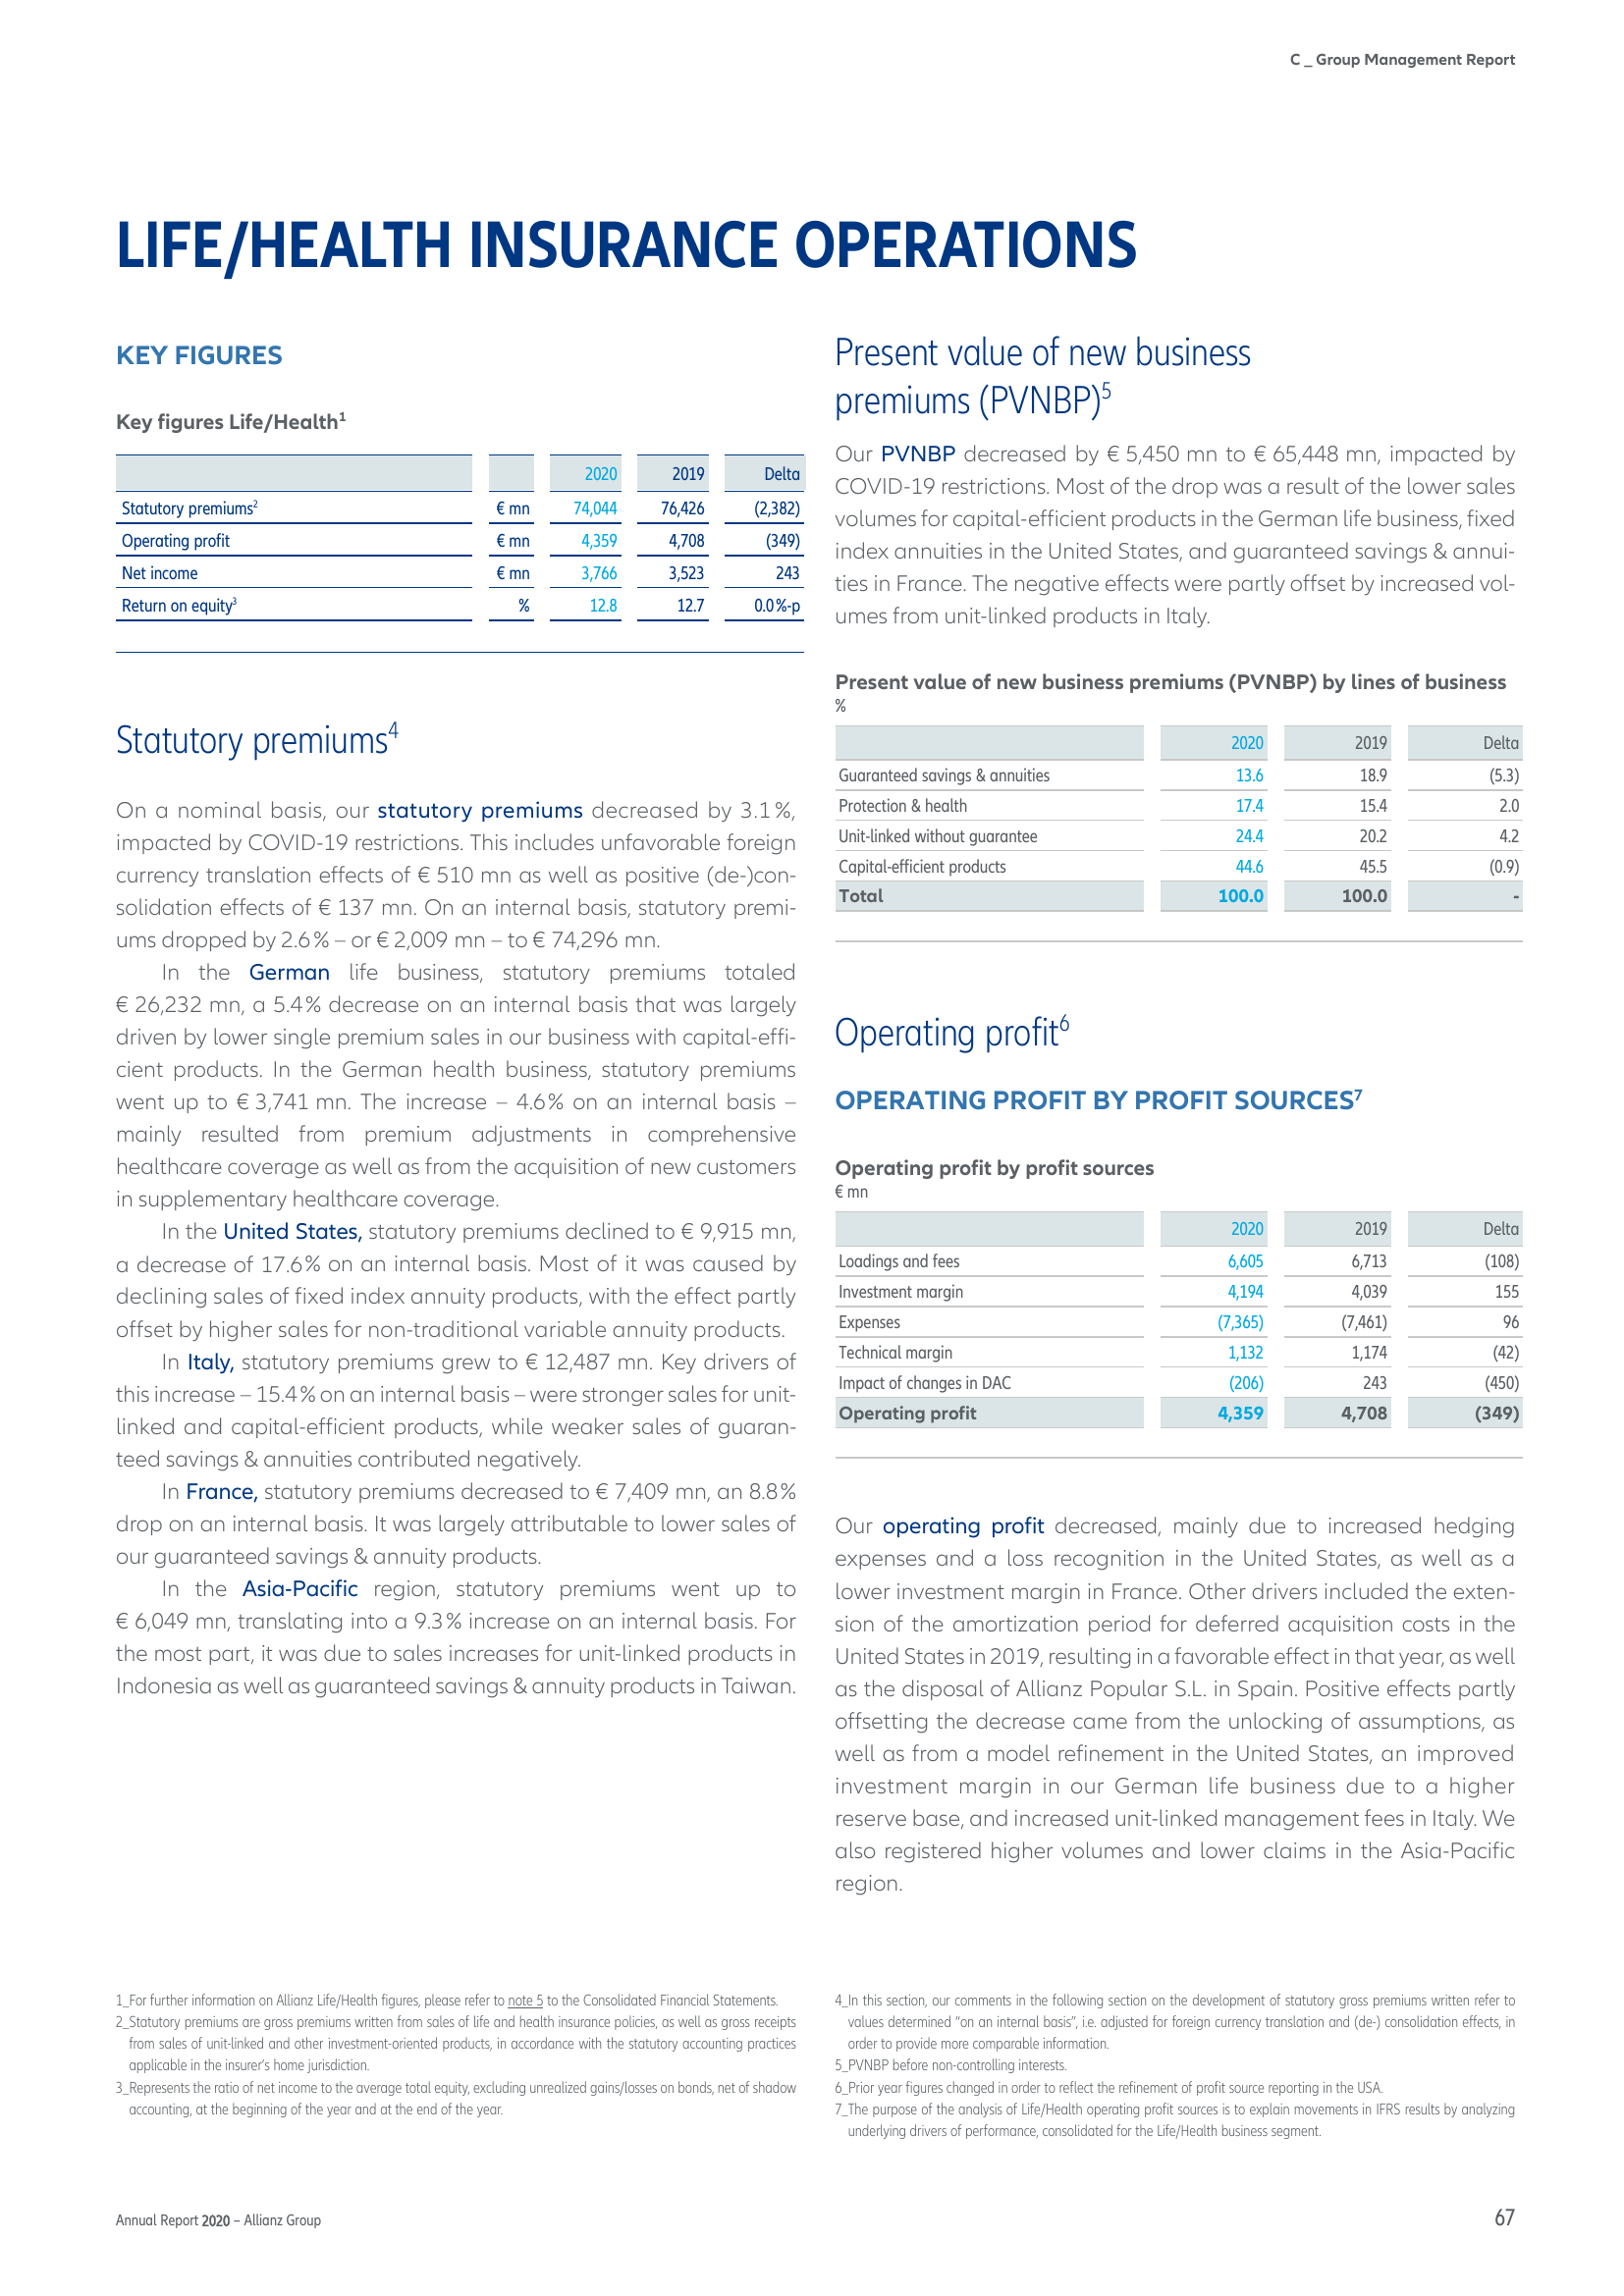 C _ Group Management Report
LIFE/HEALTH INSURANCE OPERATIONS
KEY FIGURES
Key figures Life/Health1
2020 2019 Delta
Statutory premiums2 € mn 74,044 76,426 (2,382)
Operating profit € mn 4,359 4,708 (349)
Net income € mn 3,766 3,523 243
Return on equity3 % 12.8 12.7 0.0%-p
Statutory premiums4
On a nominal basis, our statutory premiums decreased by 3.1%,
impacted by COVID-19 restrictions. This includes unfavorable foreign
currency translation effects of € 510 mn as well as positive (de-)con-
solidation effects of € 137 mn. On an internal basis, statutory premi-
ums dropped by 2.6% – or € 2,009 mn – to € 74,296 mn.
In the German life business, statutory premiums totaled
€ 26,232 mn, a 5.4% decrease on an internal basis that was largely
driven by lower single premium sales in our business with capital-effi-
cient products. In the German health business, statutory premiums
went up to € 3,741 mn. The increase – 4.6% on an internal basis –
mainly resulted from premium adjustments in comprehensive
healthcare coverage as well as from the acquisition of new customers
in supplementary healthcare coverage.
In the United States, statutory premiums declined to € 9,915 mn,
a decrease of 17.6% on an internal basis. Most of it was caused by
declining sales of fixed index annuity products, with the effect partly
offset by higher sales for non-traditional variable annuity products.
In Italy, statutory premiums grew to € 12,487 mn. Key drivers of
this increase – 15.4% on an internal basis – were stronger sales for unit-
linked and capital-efficient products, while weaker sales of guaran-
teed savings & annuities contributed negatively.
In France, statutory premiums decreased to € 7,409 mn, an 8.8%
drop on an internal basis. It was largely attributable to lower sales of
our guaranteed savings & annuity products.
In the Asia-Pacific region, statutory premiums went up to
€ 6,049 mn, translating into a 9.3% increase on an internal basis. For
the most part, it was due to sales increases for unit-linked products in
Indonesia as well as guaranteed savings & annuity products in Taiwan.
Present value of new business
premiums (PVNBP)5
Our PVNBP decreased by € 5,450 mn to € 65,448 mn, impacted by
COVID-19 restrictions. Most of the drop was a result of the lower sales
volumes for capital-efficient products in the German life business, fixed
index annuities in the United States, and guaranteed savings & annui-
ties in France. The negative effects were partly offset by increased vol-
umes from unit-linked products in Italy.
Present value of new business premiums (PVNBP) by lines of business
%
2020 2019 Delta
Guaranteed savings & annuities 13.6 18.9 (5.3)
Protection & health 17.4 15.4 2.0
Unit-linked without guarantee 24.4 20.2 4.2
Capital-efficient products 44.6 45.5 (0.9)
Total 100.0 100.0 -
Operating profit6
OPERATING PROFIT BY PROFIT SOURCES7
Operating profit by profit sources
€ mn
2020 2019 Delta
Loadings and fees 6,605 6,713 (108)
Investment margin 4,194 4,039 155
Expenses (7,365) (7,461) 96
Technical margin 1,132 1,174 (42)
Impact of changes in DAC (206) 243 (450)
Operating profit 4,359 4,708 (349)
Our operating profit decreased, mainly due to increased hedging
expenses and a loss recognition in the United States, as well as a
lower investment margin in France. Other drivers included the exten-
sion of the amortization period for deferred acquisition costs in the
United States in 2019, resulting in a favorable effect in that year, as well
as the disposal of Allianz Popular S.L. in Spain. Positive effects partly
offsetting the decrease came from the unlocking of assumptions, as
well as from a model refinement in the United States, an improved
investment margin in our German life business due to a higher
reserve base, and increased unit-linked management fees in Italy. We
also registered higher volumes and lower claims in the Asia-Pacific
region.
1_For further information on Allianz Life/Health figures, please refer to note 5 to the Consolidated Financial Statements.
2_Statutory premiums are gross premiums written from sales of life and health insurance policies, as well as gross receipts
from sales of unit-linked and other investment-oriented products, in accordance with the statutory accounting practices
applicable in the insurer's home jurisdiction.
3_Represents the ratio of net income to the average total equity, excluding unrealized gains/losses on bonds, net of shadow
accounting, at the beginning of the year and at the end of the year.
4_In this section, our comments in the following section on the development of statutory gross premiums written refer to
values determined "on an internal basis", i.e. adjusted for foreign currency translation and (de-) consolidation effects, in
order to provide more comparable information.
5_PVNBP before non-controlling interests.
6_Prior year figures changed in order to reflect the refinement of profit source reporting in the USA.
7_The purpose of the analysis of Life/Health operating profit sources is to explain movements in IFRS results by analyzing
underlying drivers of performance, consolidated for the Life/Health business segment.
Annual Report 2020 – Allianz Group
67